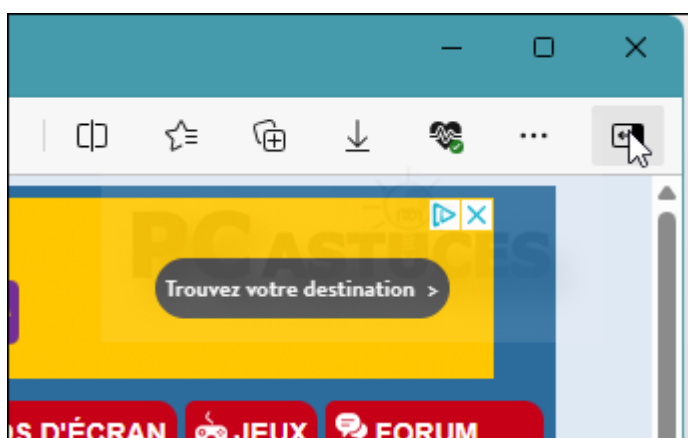 PC ASTUCES
Trouvez votre destination >
S D'ÉCRAN
JEUX
FORUM